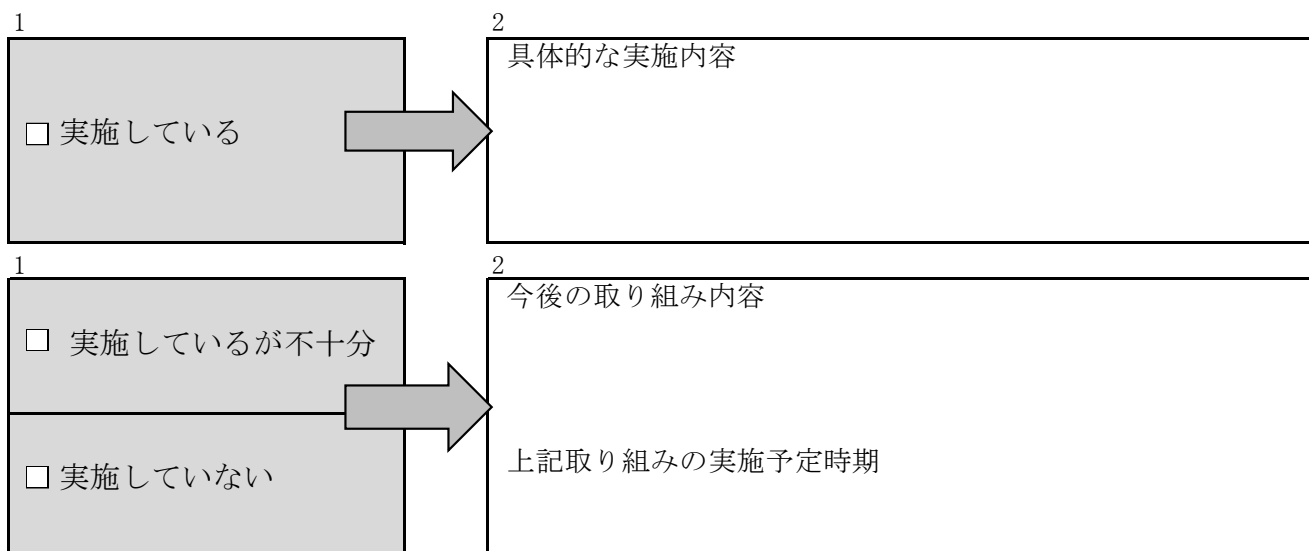 1
2
具体的な実施内容
□ 実施している
1
2
今後の取り組み内容
□ 実施しているが不十分
上記取り組みの実施予定時期
□ 実施していない